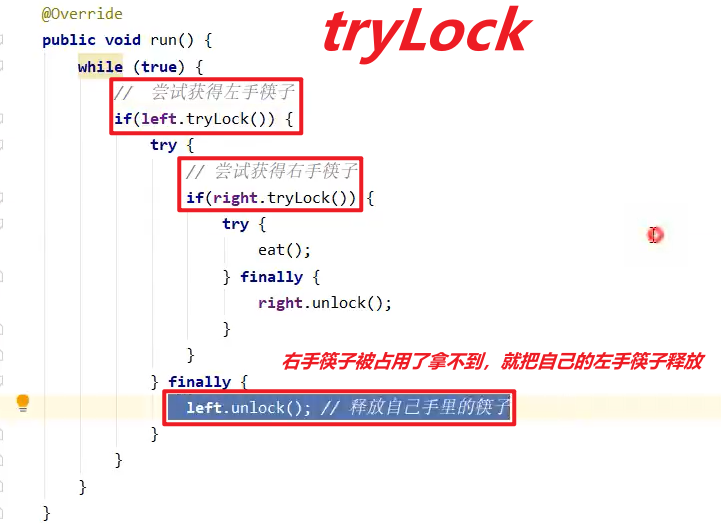 @Override
tryLock
public void run() {
while (true) {
// 尝试获得左手筷子
if(left.tryLock()) {
try {
// 尝试获得右手筷子
if(right.tryLock()) {
try {
eat();
} finally {
right.unlock();
}
}
右手筷子被占用了拿不到，就把自己的左手筷子释放
} finally {
left.unlock(); // 释放自己手里的筷子
}
}
}
}